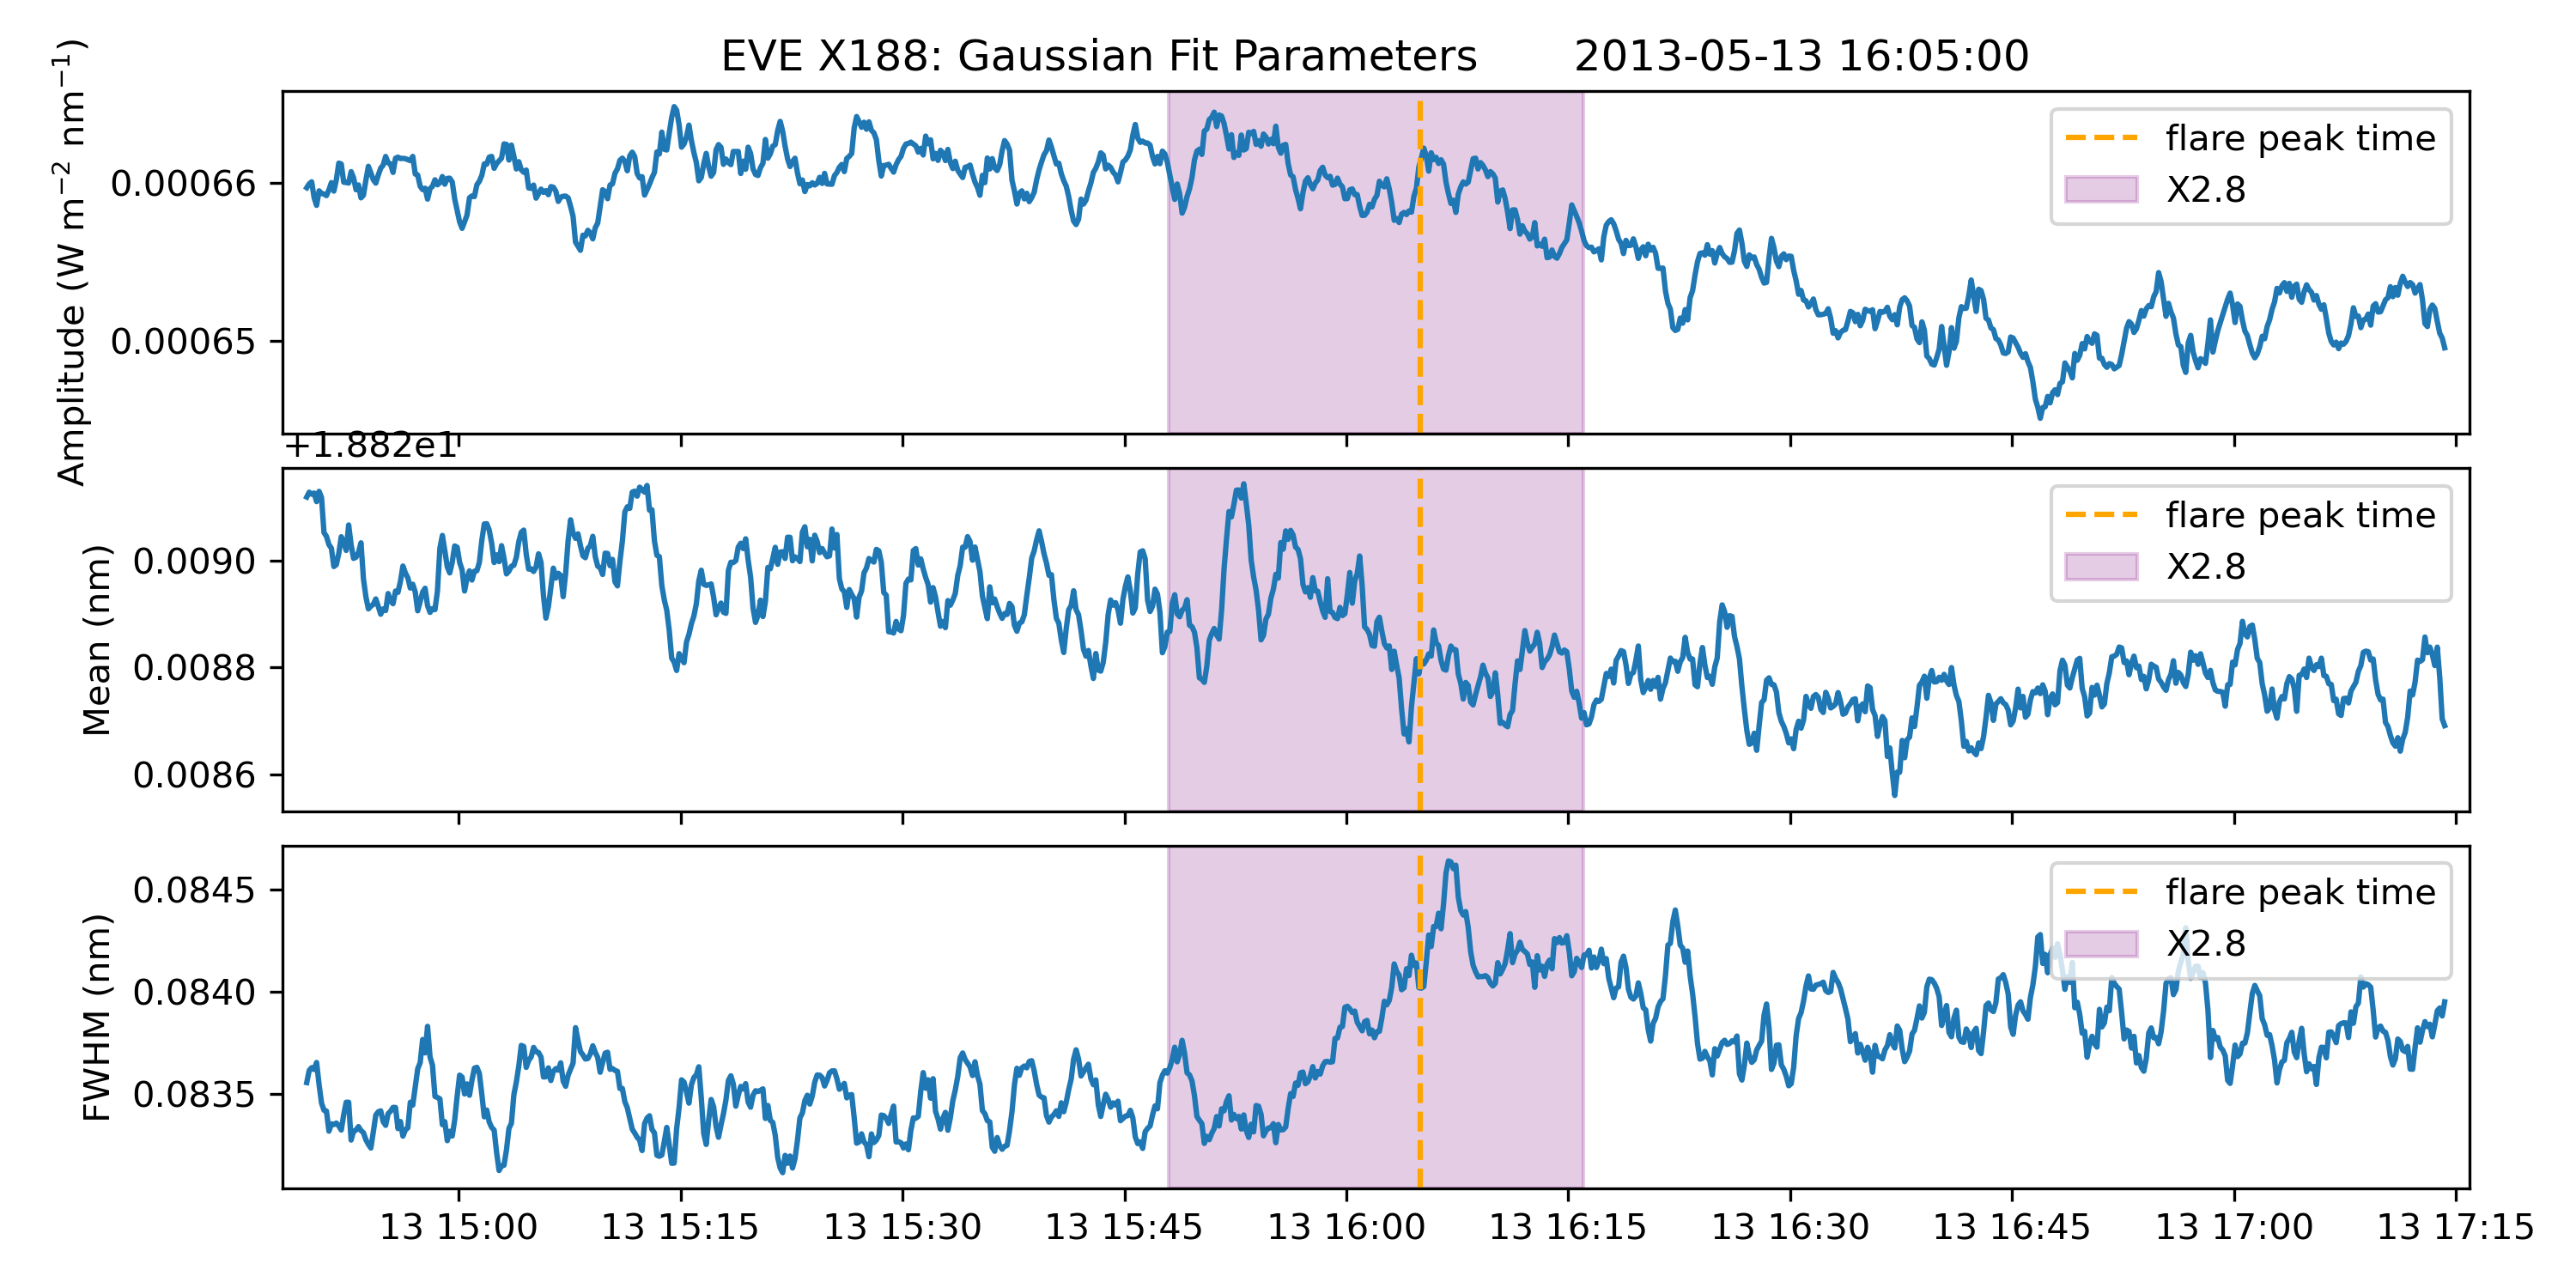 EVE X188: Gaussian Fit Parameters 2013-05-13 16:05:00
Amplitude (W m⁻² nm⁻¹)
0.00066
0.00065
flare peak time
X2.8
+1.882e1
Mean (nm)
0.0090
0.0088
0.0086
flare peak time
X2.8
FWHM (nm)
0.0845
0.0840
0.0835
flare peak time
X2.8
13 15:00 13 15:15 13 15:30 13 15:45 13 16:00 13 16:15 13 16:30 13 16:45 13 17:00 13 17:15